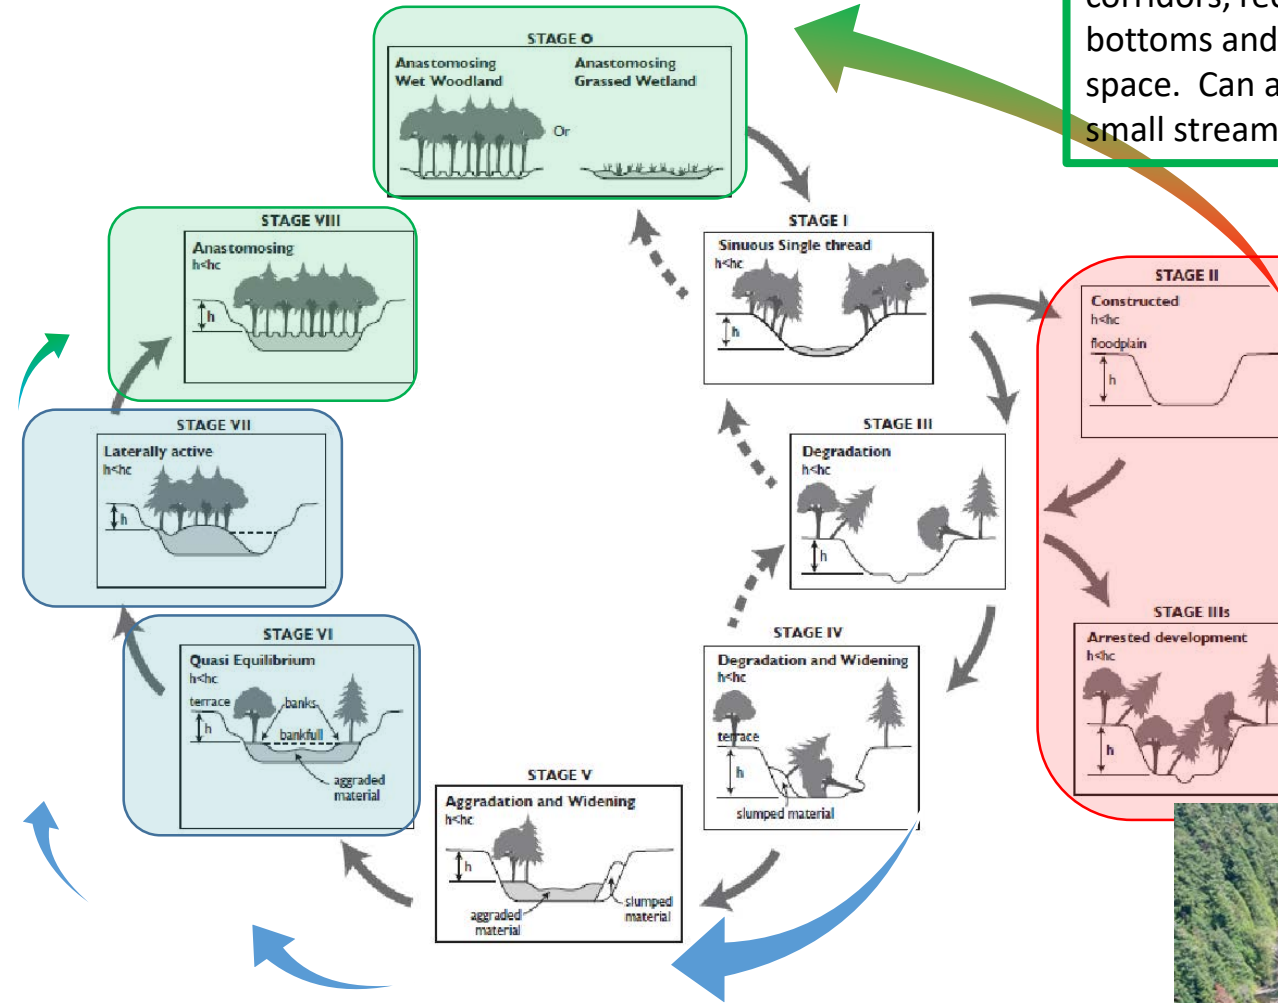 corridors, rec
bottoms and
space.  Can a
small stream
STAGE O
Anastomosing
Wet Woodland
Or
Anastomosing
Grassed Wetland
STAGE I
Sinuous Single thread
h<hc
h
STAGE II
Constructed
h<hc
floodplain
h
STAGE III
Degradation
h<hc
h
STAGE IIIs
Arrested development
h<hc
h
STAGE IV
Degradation and Widening
h<hc
terrace
h
slumped material
STAGE V
Aggradation and Widening
h<hc
h
aggraded
material
slumped
material
STAGE VI
Quasi Equilibrium
h<hc
terrace
banks
h
bankfull
aggraded
material
STAGE VII
Laterally active
h<hc
h
STAGE VIII
Anastomosing
h<hc
h